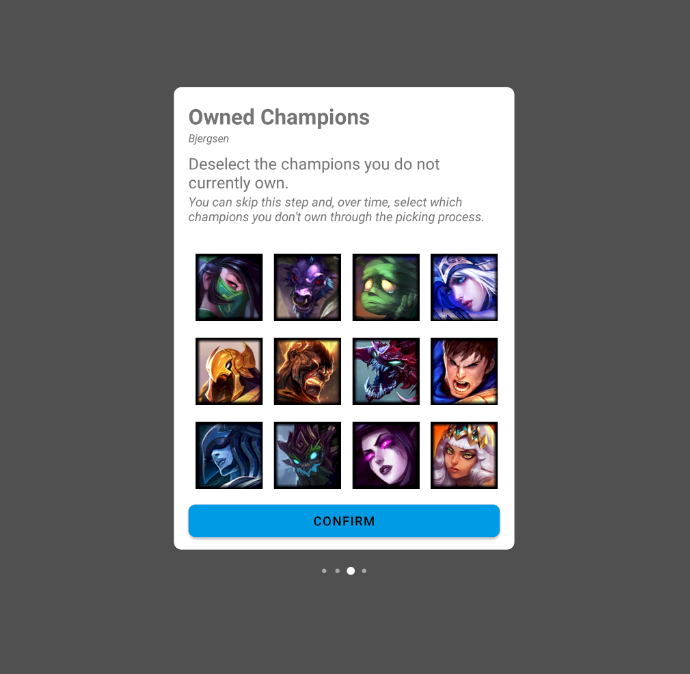 Owned Champions
Bjergsen
Deselect the champions you do not
currently own.
You can skip this step and, over time, select which
champions you don't own through the picking process.
CONFIRM